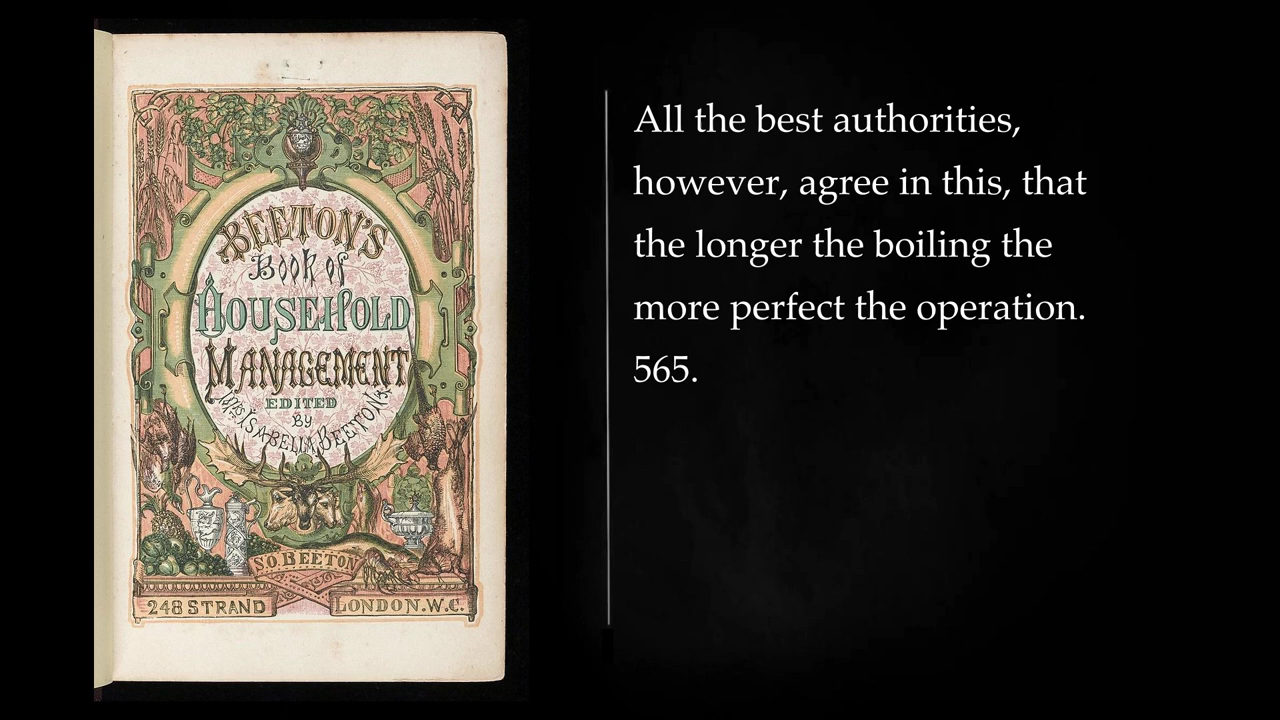 BEETON'S
Book of
HOUSEHOLD
MANAGEMENT
EDITED
BY
MRS ISABELLA BEETON
S.O. BEETON
248 STRAND
LONDON. W.C.
All the best authorities,
however, agree in this, that
the longer the boiling the
more perfect the operation.
565.